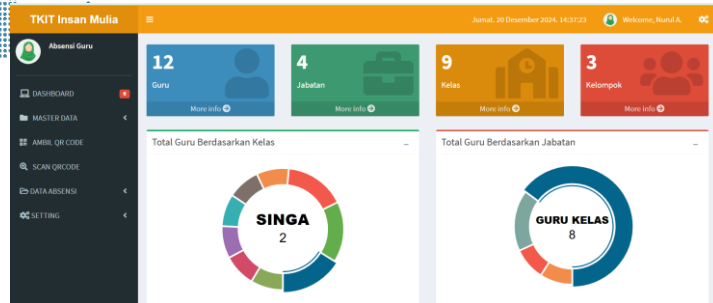 TKIT Insan Mulia
Jumat. 20 Desember 2024, 14:37:23
Welcome, Nurul A.
Absensi Guru
DASHBOARD
MASTER DATA
AMBIL QR CODE
SCAN QRCODE
DATA ABSENSI
SETTING
12
Guru
More info
4
Jabatan
More info
9
Kelas
More info
3
Kelompok
More info
Total Guru Berdasarkan Kelas
SINGA
2
Total Guru Berdasarkan Jabatan
GURU KELAS
8